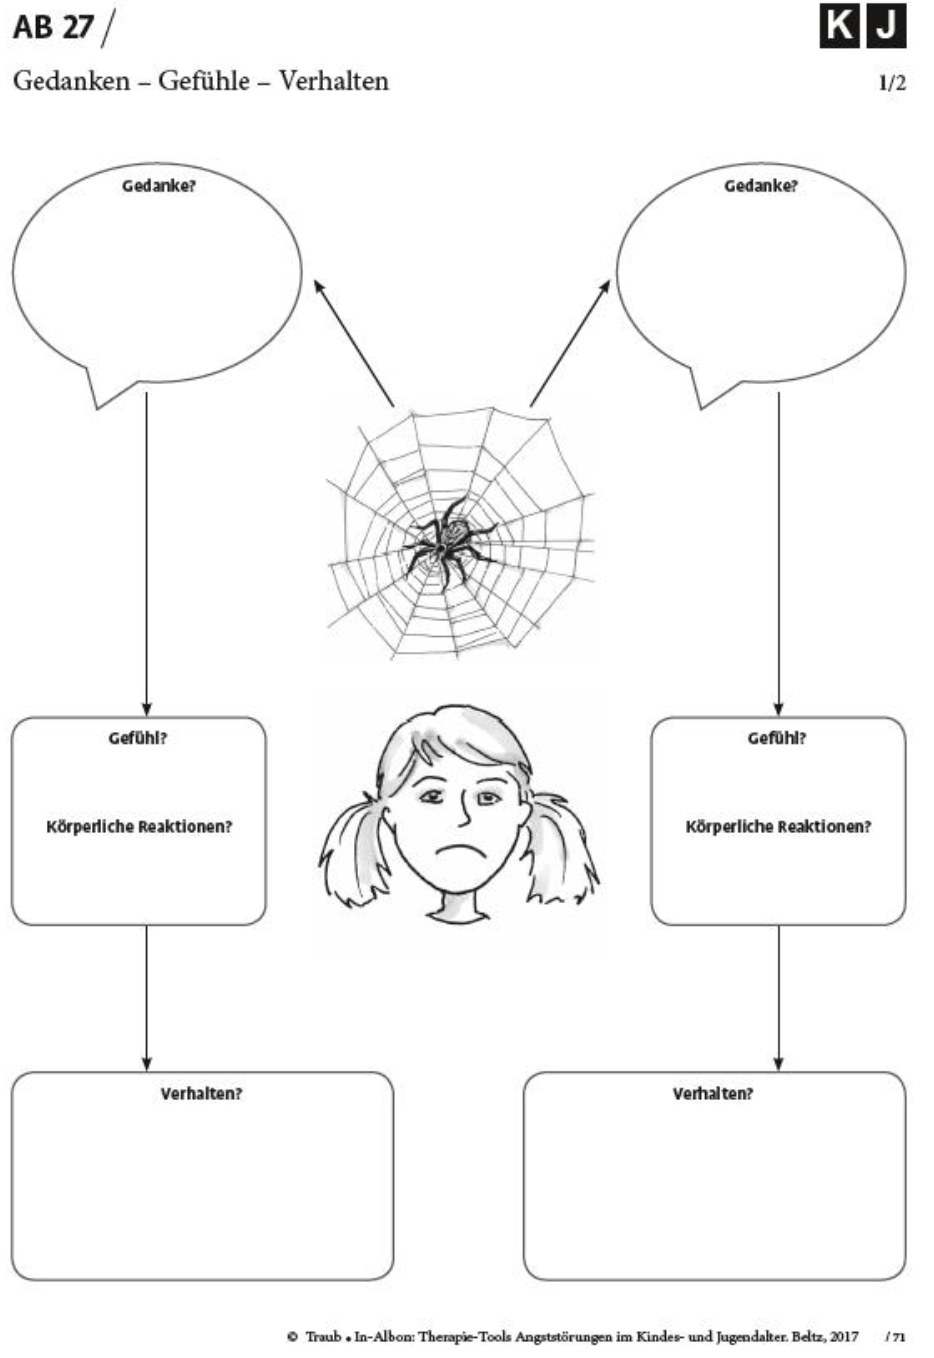 AB 27 /
K J
Gedanken – Gefühle – Verhalten
1/2
Gedanke?
Gedanke?
Gefühl?
Körperliche Reaktionen?
Gefühl?
Körperliche Reaktionen?
Verhalten?
Verhalten?
© Traub • In-Albon: Therapie-Tools Angststörungen im Kindes- und Jugendalter. Beltz, 2017 / 71